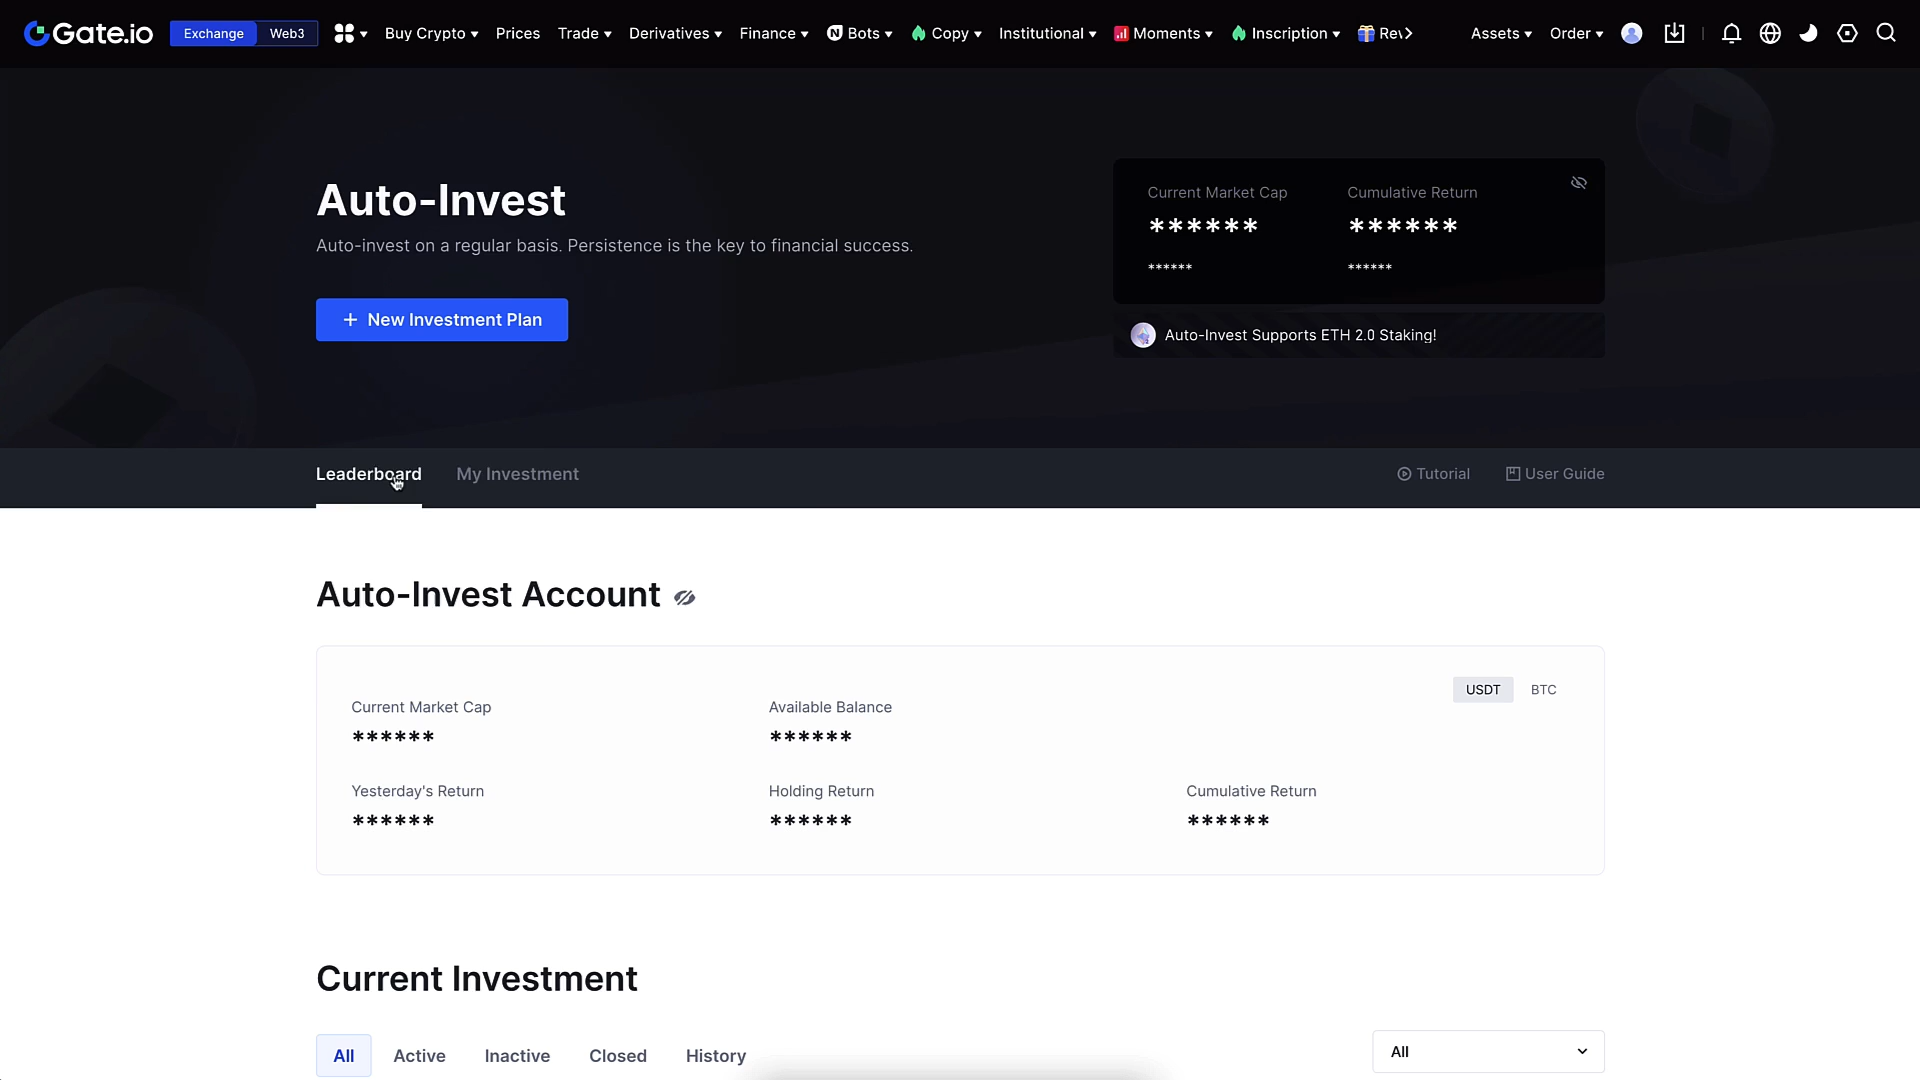 Gate.io Exchange Web3 Buy Crypto Prices Trade Derivatives Finance Bots Copy Institutional Moments Inscription Assets Order
Auto-Invest
Auto-invest on a regular basis. Persistence is the key to financial success.
+ New Investment Plan
Current Market Cap Cumulative Return
****** ******
****** ******
Auto-Invest Supports ETH 2.0 Staking!
Leaderboard My Investment Tutorial User Guide
Auto-Invest Account
USDT BTC
Current Market Cap Available Balance
****** ******
Yesterday's Return Holding Return Cumulative Return
****** ****** ******
Current Investment
All Active Inactive Closed History All